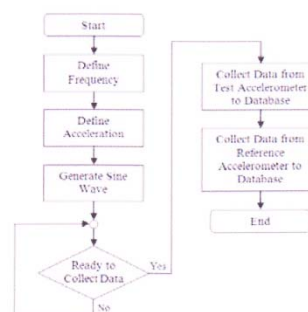 Start
Define
Frequency
Define
Acceleration
Generate Sine
Wave
Ready to
Collect Data
Yes
No
Collect Data from
Test Accelerometer
to Database
Collect Data from
Reference
Accelerometer to
Database
End